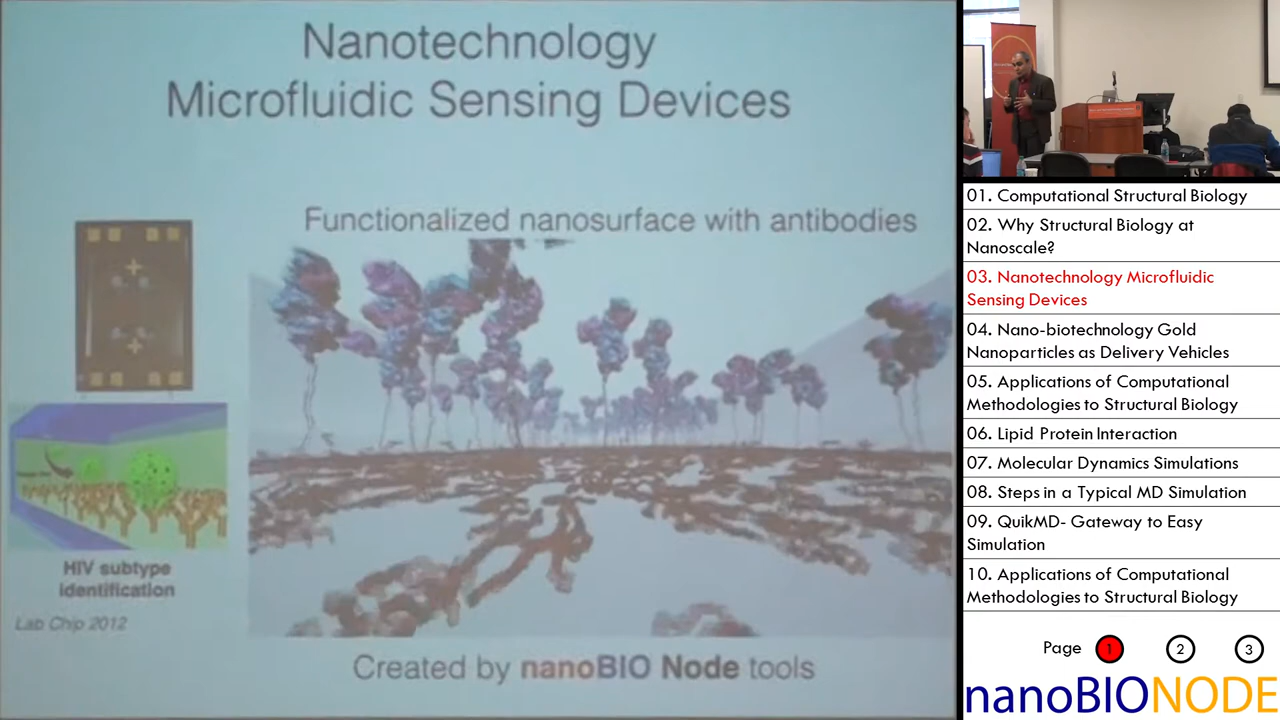 Nanotechnology
Microfluidic Sensing Devices
Functionalized nanosurface with antibodies
HIV subtype
identification
Lab Chip 2012
Created by nanoBIO Node tools
01. Computational Structural Biology
02. Why Structural Biology at
Nanoscale?
03. Nanotechnology Microfluidic
Sensing Devices
04. Nano-biotechnology Gold
Nanoparticles as Delivery Vehicles
05. Applications of Computational
Methodologies to Structural Biology
06. Lipid Protein Interaction
07. Molecular Dynamics Simulations
08. Steps in a Typical MD Simulation
09. QuikMD- Gateway to Easy
Simulation
10. Applications of Computational
Methodologies to Structural Biology
Page 1 2 3
nanoBIONODE